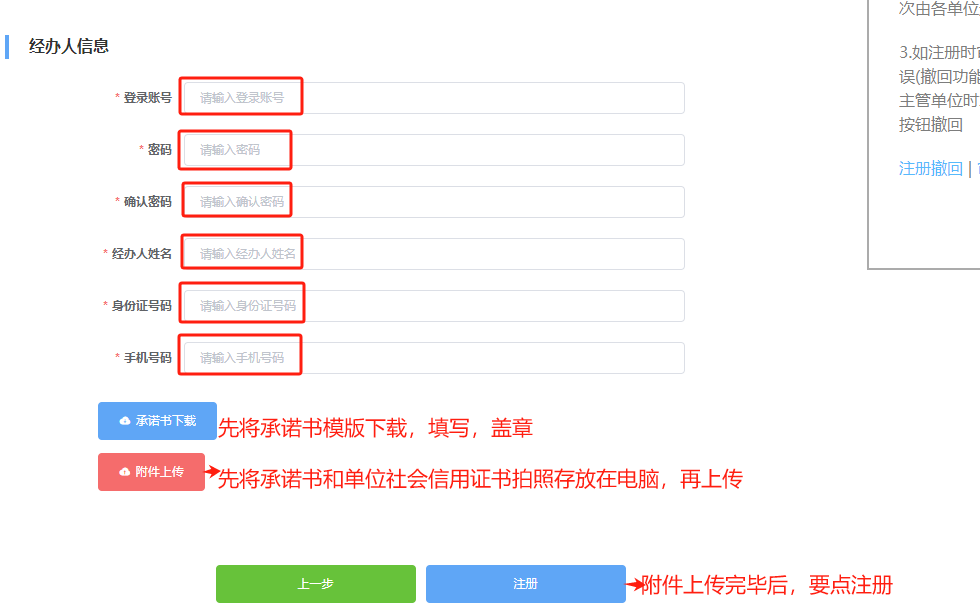 次由各单位
经办人信息
3.如注册时
误(撤回功能
主管单位时
按钮撤回
注册撤回 |
* 登录账号 请输入登录账号
* 密码 请输入密码
* 确认密码 请输入确认密码
* 经办人姓名 请输入经办人姓名
* 身份证号码 请输入身份证号码
* 手机号码 请输入手机号码
承诺书下载 先将承诺书模版下载，填写，盖章
附件上传 先将承诺书和单位社会信用证书拍照存放在电脑，再上传
上一步 注册 附件上传完毕后，要点注册